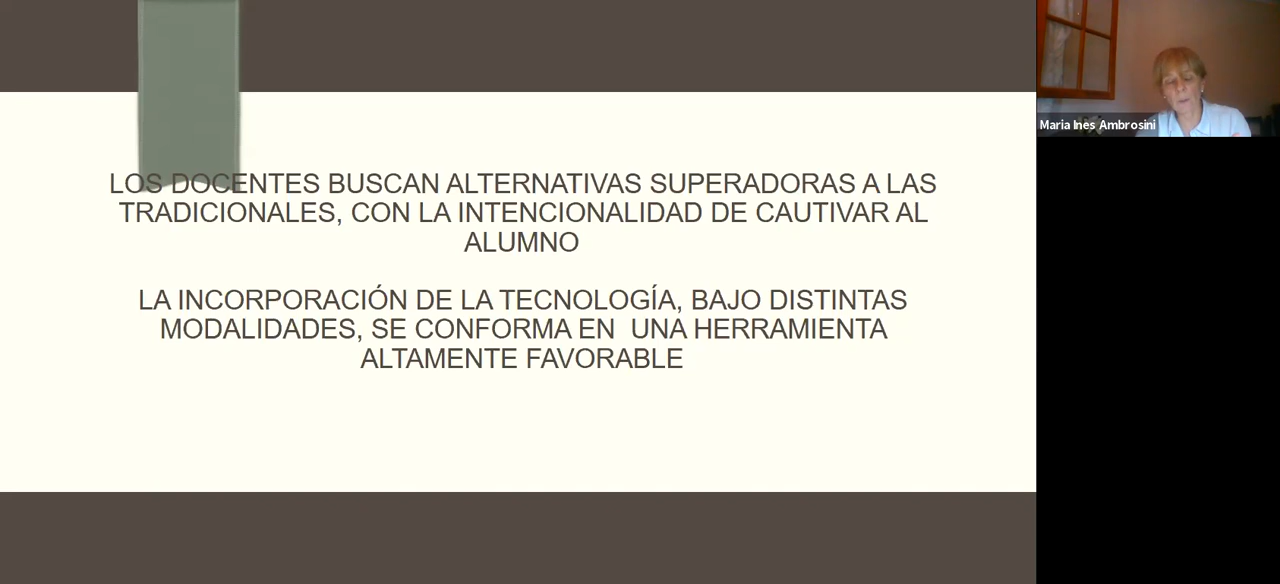 LOS DOCENTES BUSCAN ALTERNATIVAS SUPERADORAS A LAS
TRADICIONALES, CON LA INTENCIONALIDAD DE CAUTIVAR AL
ALUMNO
LA INCORPORACIÓN DE LA TECNOLOGÍA, BAJO DISTINTAS
MODALIDADES, SE CONFORMA EN UNA HERRAMIENTA
ALTAMENTE FAVORABLE
Maria Ines Ambrosini